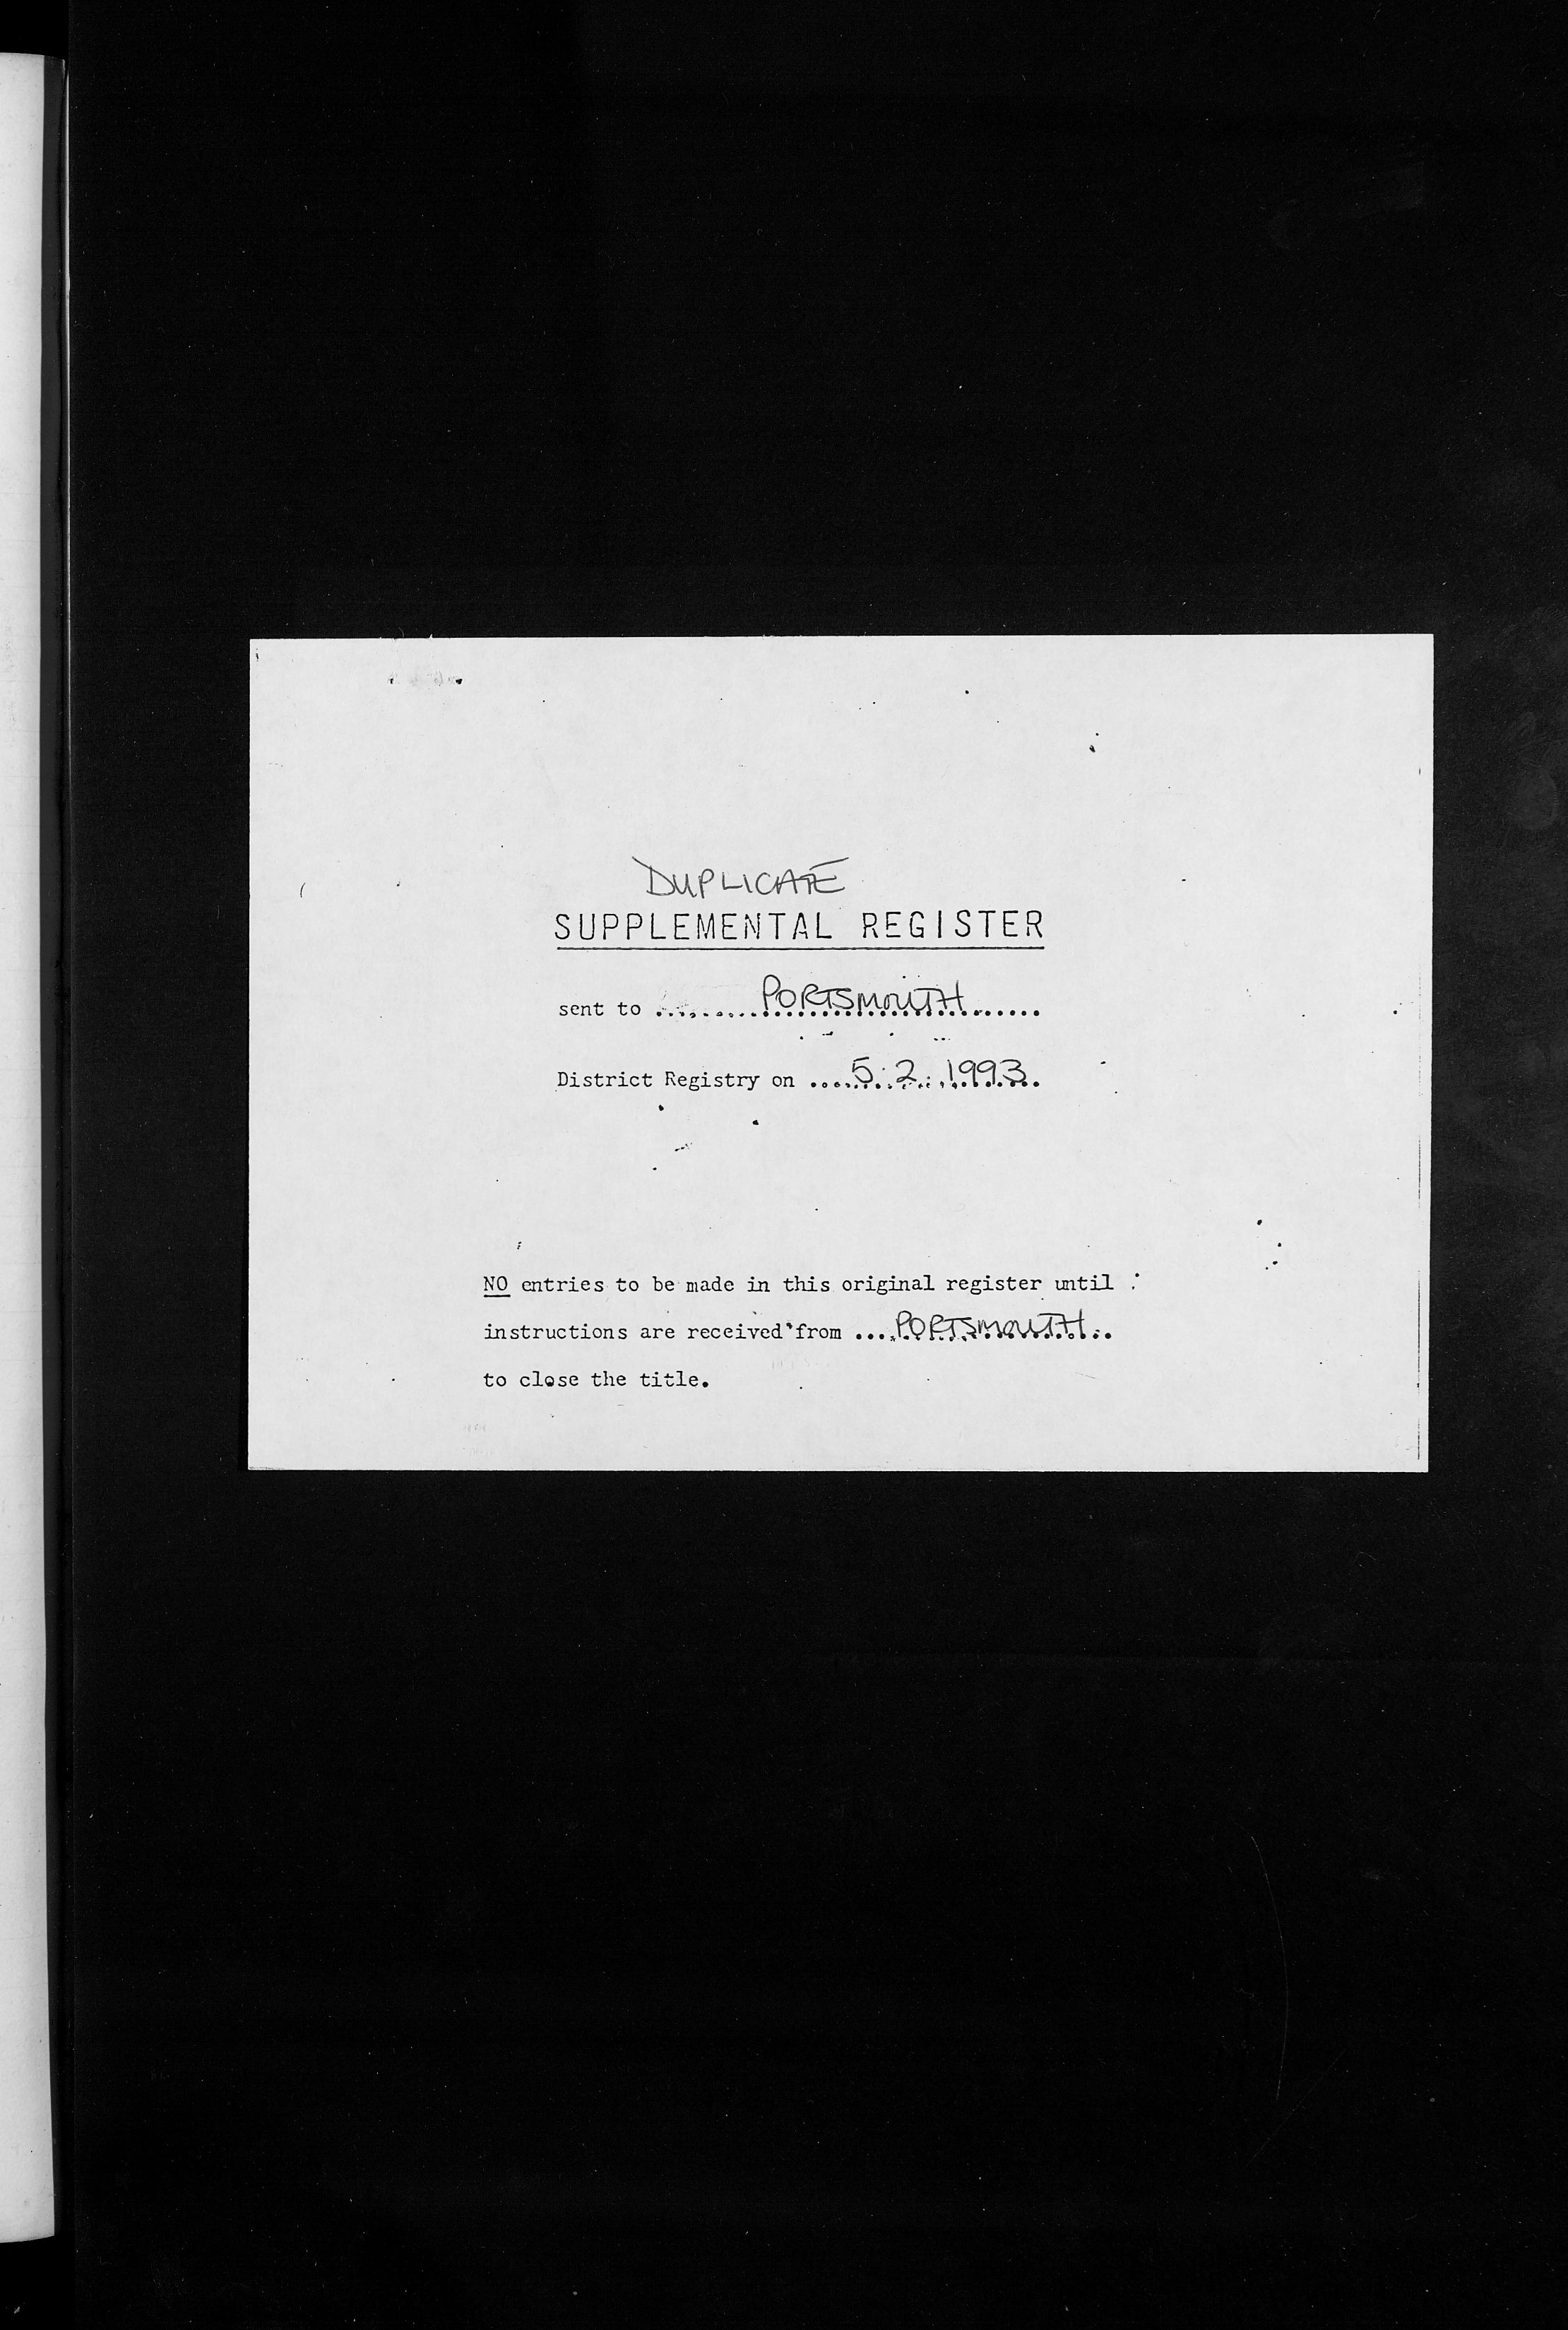 DUPLICATE
SUPPLEMENTAL REGISTER
sent to ..........PORTSMOUTH..........
District Registry on ....5.2.1993.
NO entries to be made in this original register until
instructions are received from ....PORTSMOUTH..
to close the title.